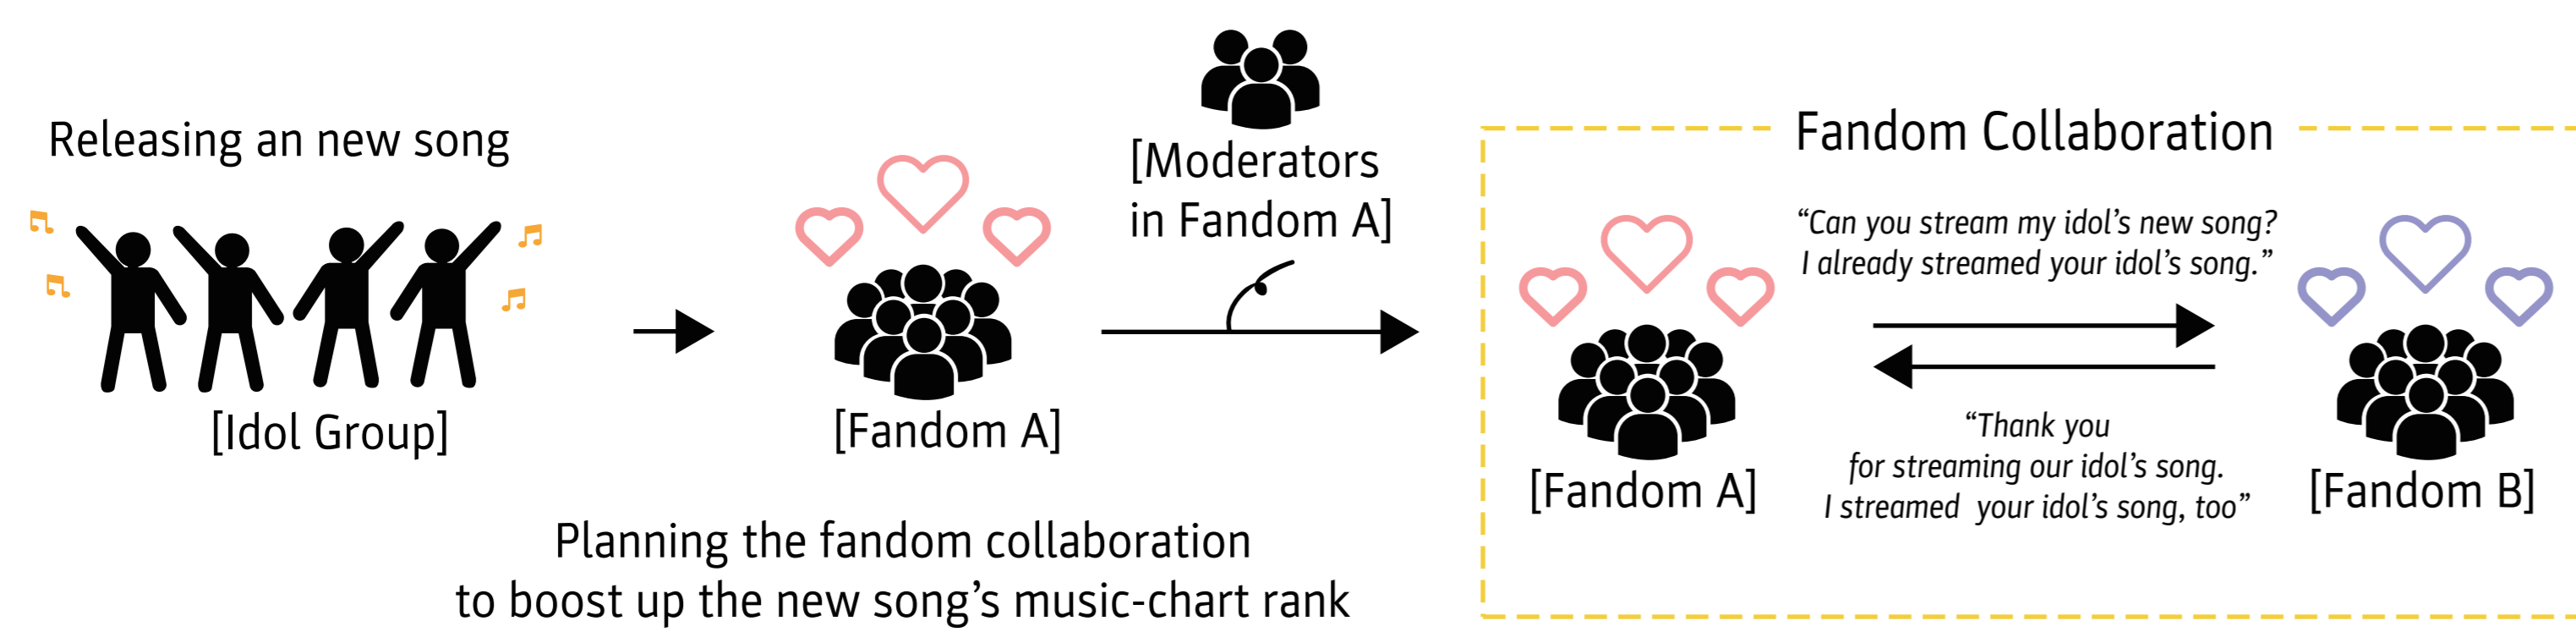 Releasing an new song
[Idol Group]
[Fandom A]
Planning the fandom collaboration
to boost up the new song's music-chart rank
[Moderators
in Fandom A]
Fandom Collaboration
“Can you stream my idol's new song?
I already streamed your idol's song.”
“Thank you
for streaming our idol's song.
I streamed your idol's song, too”
[Fandom A]
[Fandom B]